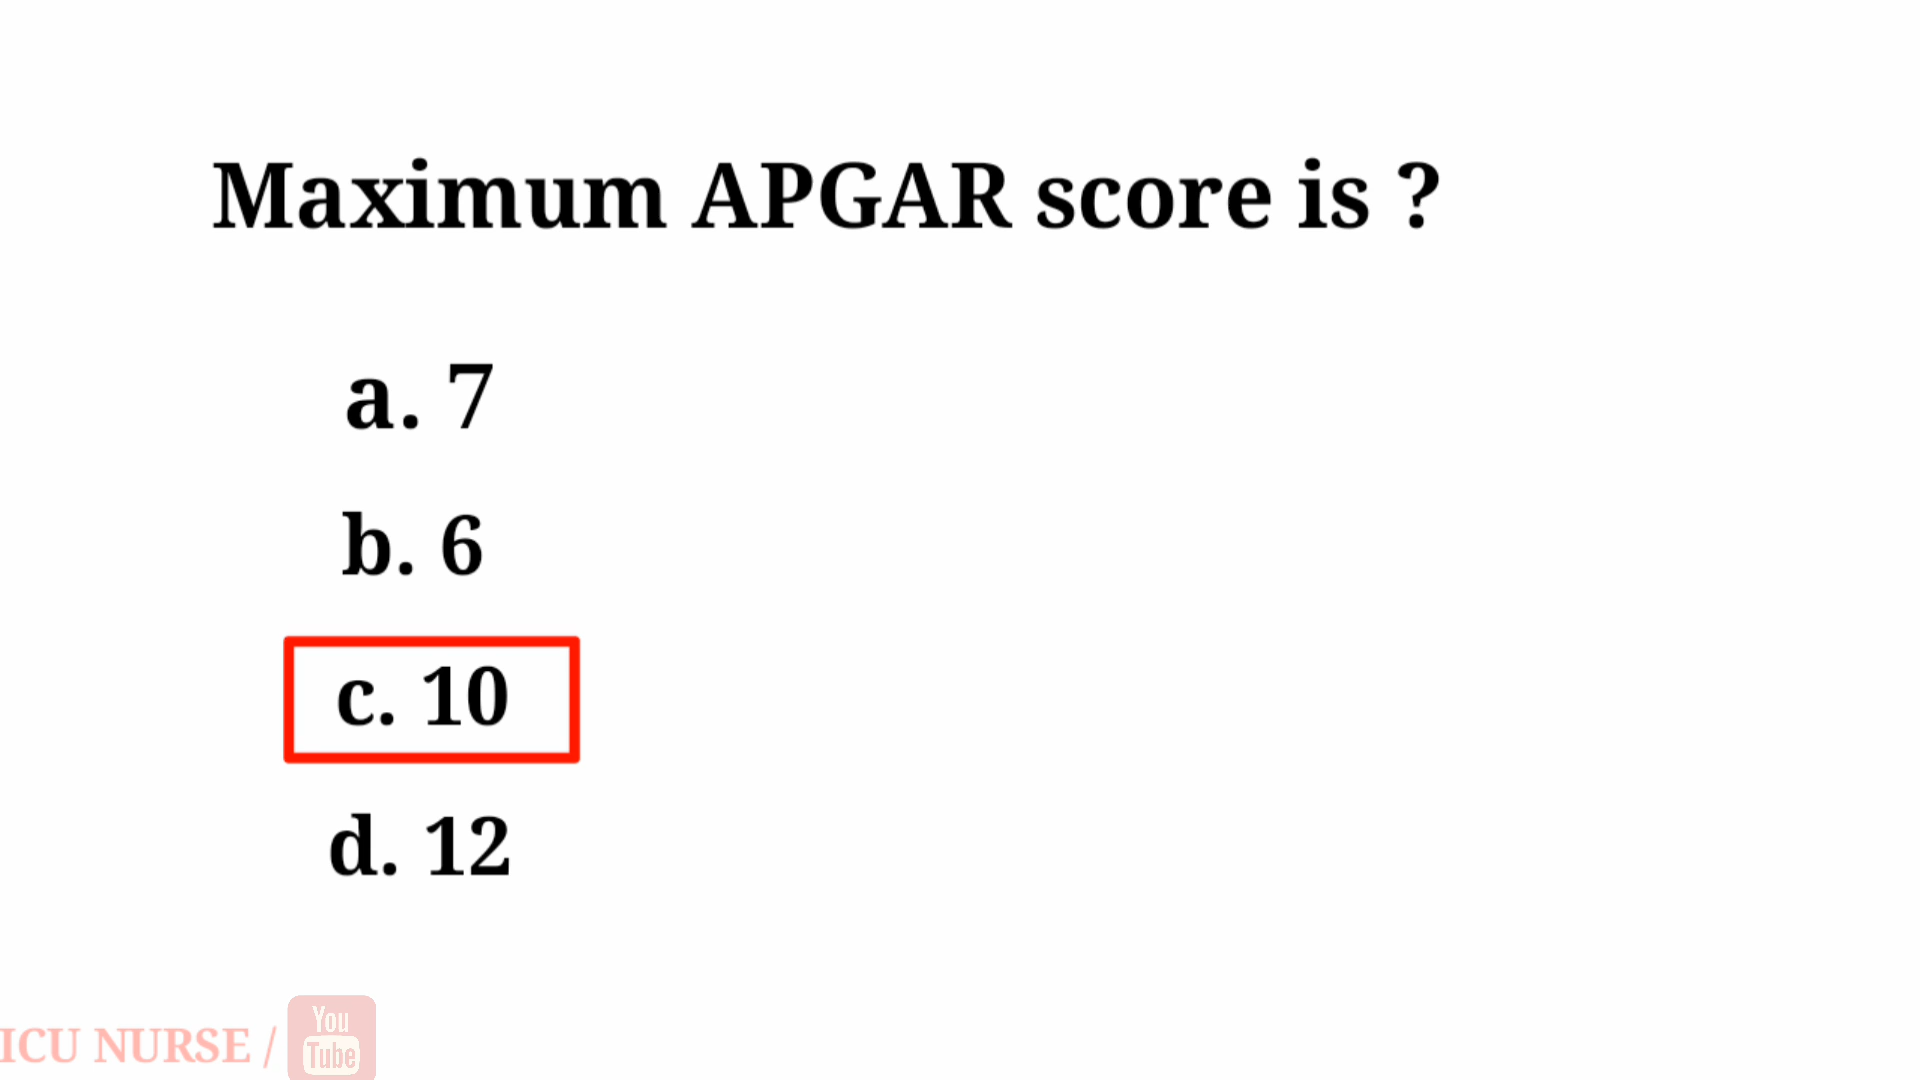 Maximum APGAR score is ?
a. 7
b. 6
c. 10
d. 12
ICU NURSE /
You
Tube